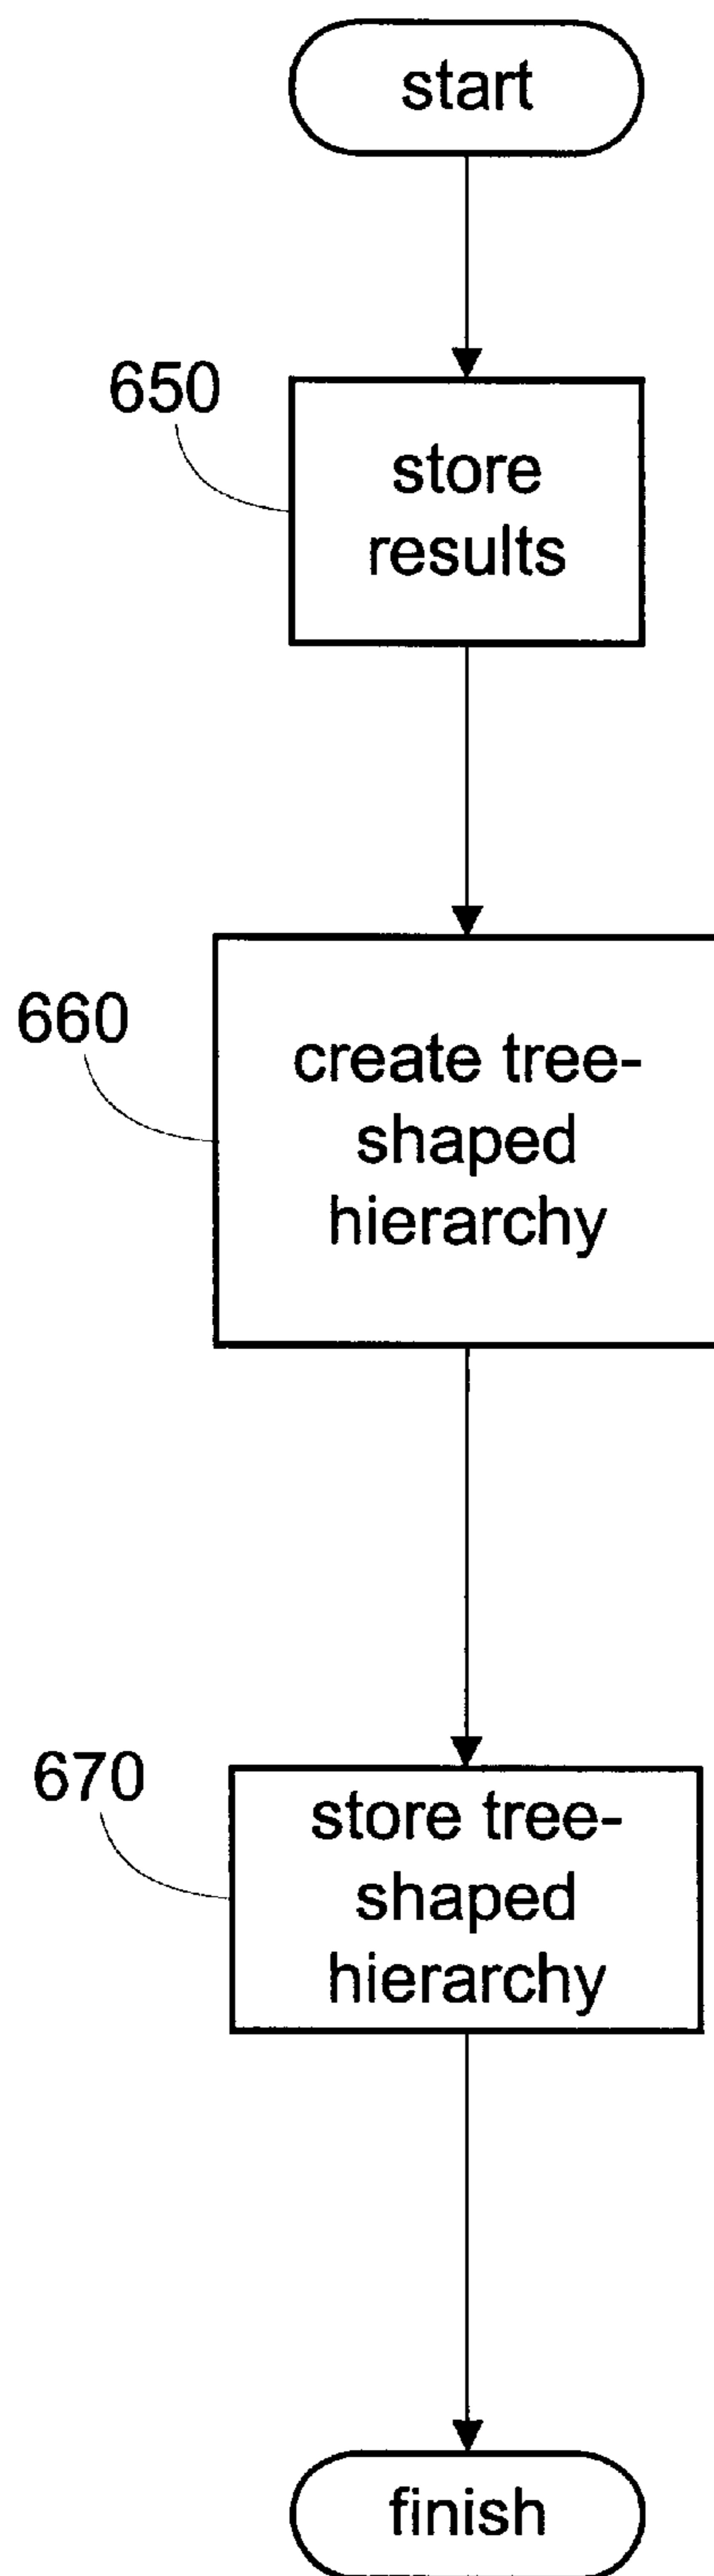 start
650
store
results
660
create tree-
shaped
hierarchy
670
store tree-
shaped
hierarchy
finish